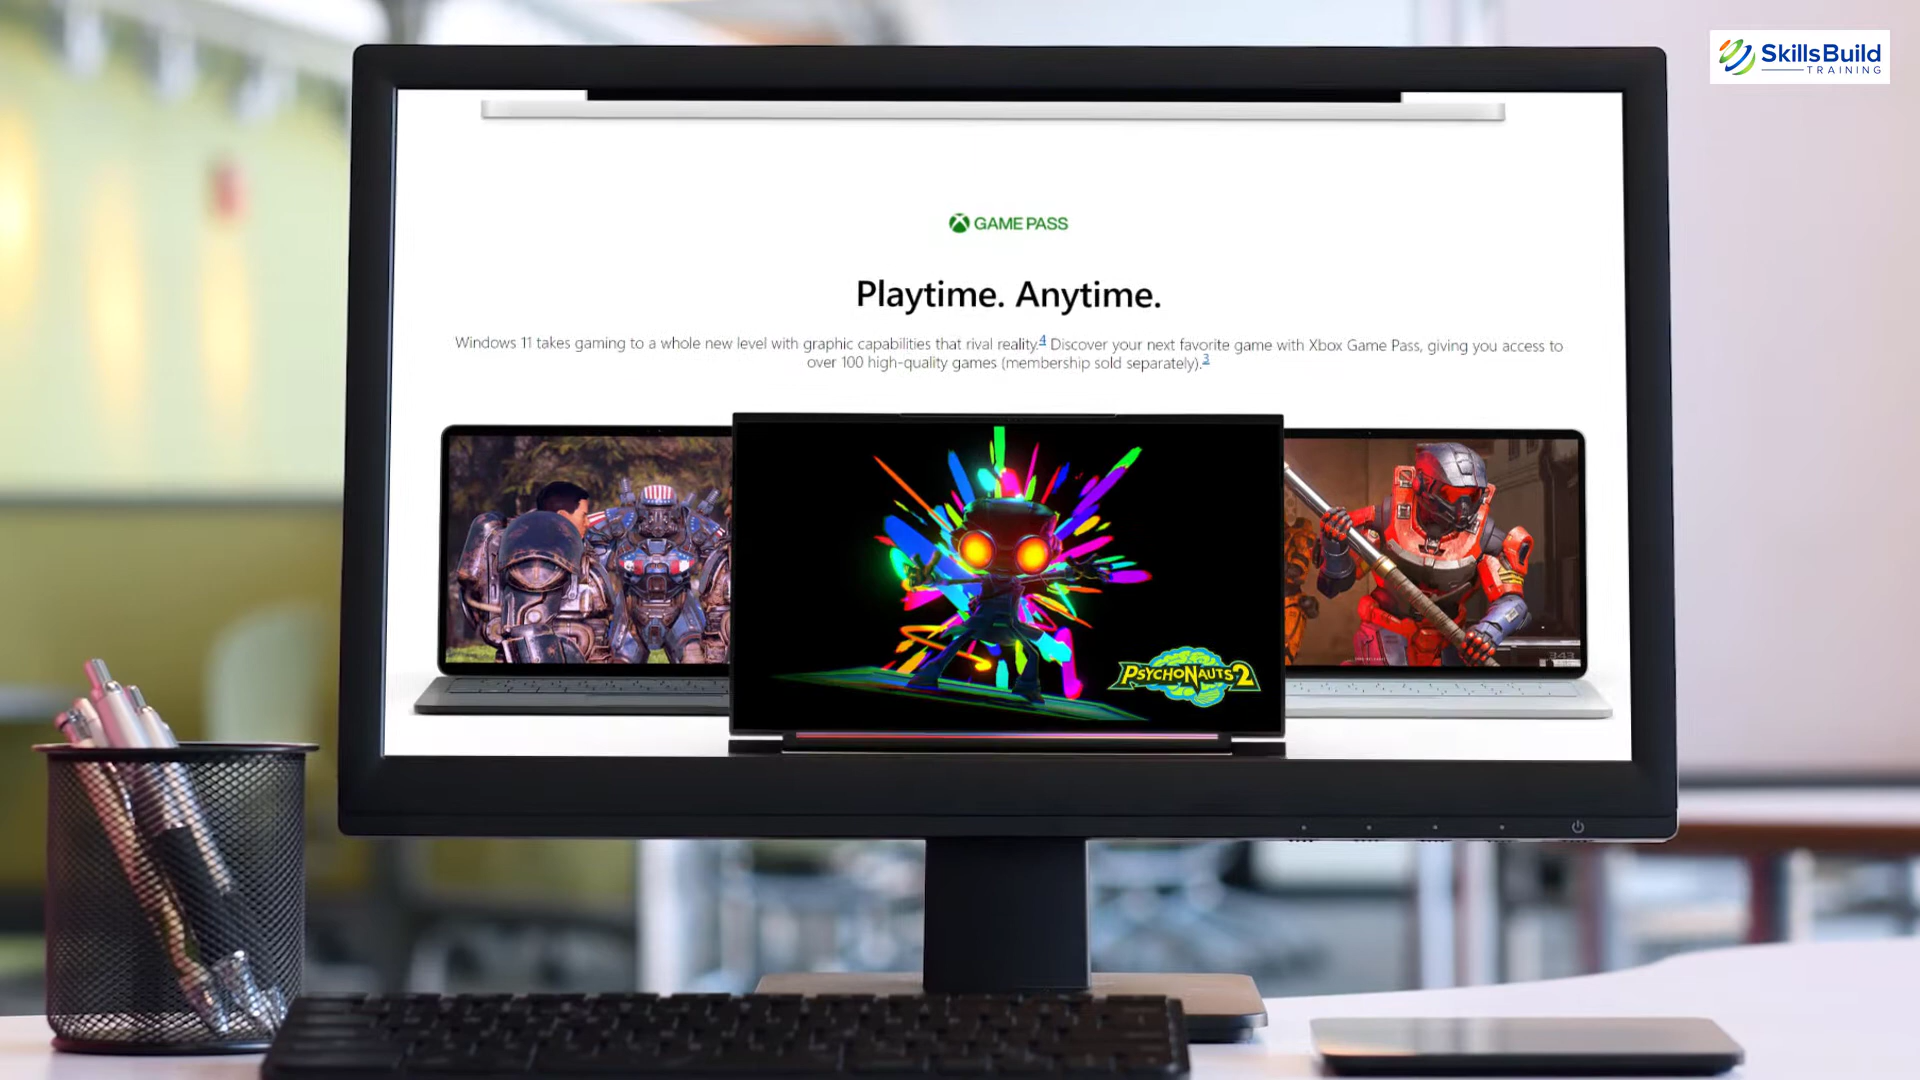 SkillsBuild
TRAINING
GAME PASS
Playtime. Anytime.
Windows 11 takes gaming to a whole new level with graphic capabilities that rival reality.4 Discover your next favorite game with Xbox Game Pass, giving you access to
over 100 high-quality games (membership sold separately).3
PSYCHONAUTS 2
343